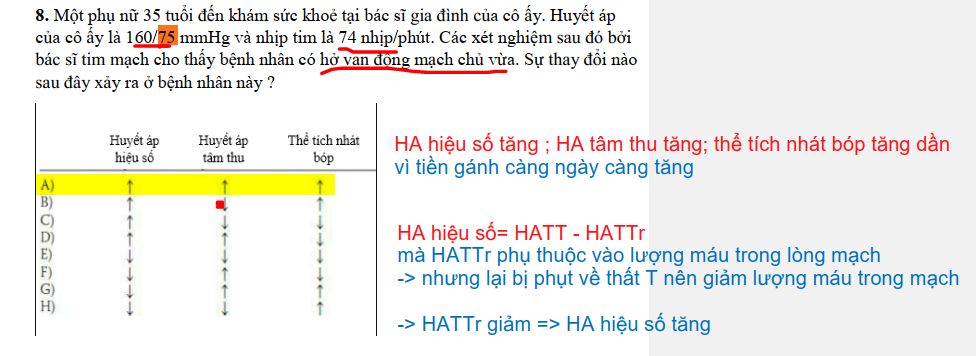 8. Một phụ nữ 35 tuổi đến khám sức khoẻ tại bác sĩ gia đình của cô ấy. Huyết áp
của cô ấy là 160/75 mmHg và nhịp tim là 74 nhịp/phút. Các xét nghiệm sau đó bởi
bác sĩ tim mạch cho thấy bệnh nhân có hở van động mạch chủ vừa. Sự thay đổi nào
sau đây xảy ra ở bệnh nhân này ?
Huyết áp Huyết áp Thể tích nhát
hiệu số tâm thu bóp
A) ↑ ↑ ↑
B) ↑ ↓ ↑
C) ↑ ↓ ↓
D) ↑ ↑ ↓
E) ↓ ↓ ↓
F) ↓ ↑ ↓
G) ↓ ↑ ↑
H) ↓ ↓ ↑
HA hiệu số tăng ; HA tâm thu tăng; thể tích nhát bóp tăng dần
vì tiền gánh càng ngày càng tăng
HA hiệu số= HATT - HATTr
mà HATTr phụ thuộc vào lượng máu trong lòng mạch
-> nhưng lại bị phụt về thất T nên giảm lượng máu trong mạch
-> HATTr giảm => HA hiệu số tăng